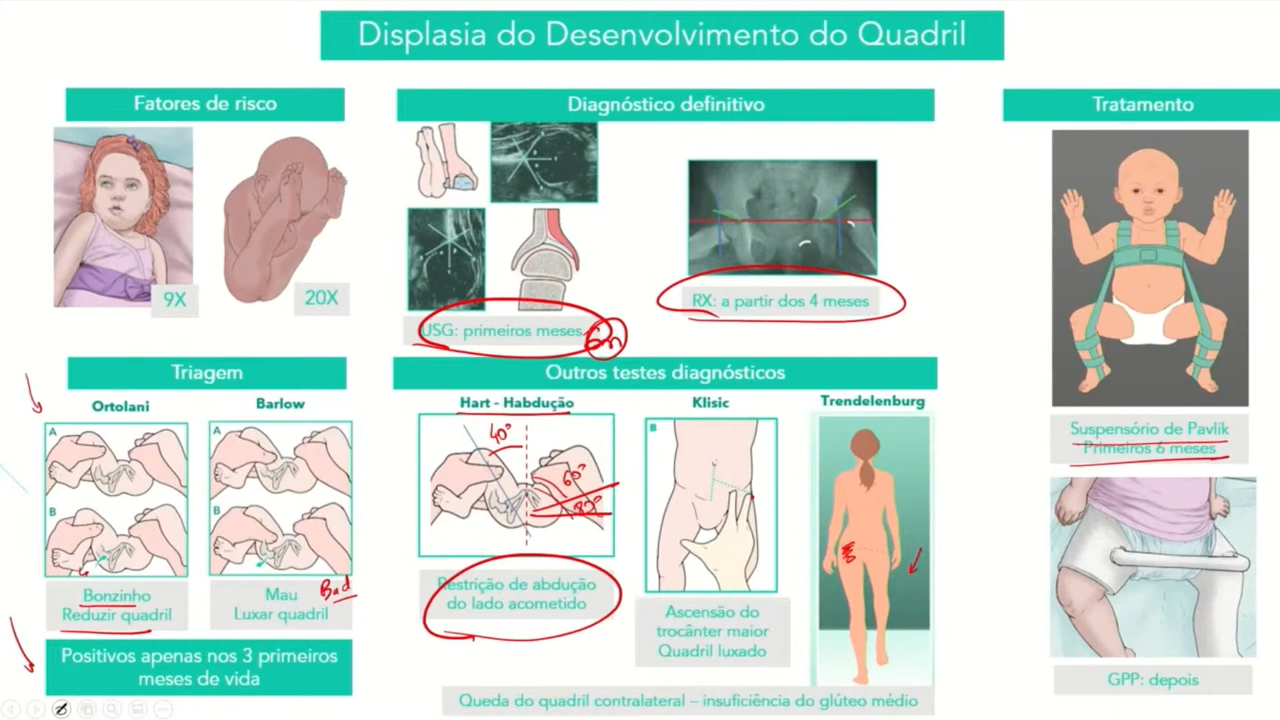 Displasia do Desenvolvimento do Quadril
Fatores de risco
9X
20X
Diagnóstico definitivo
USG: primeiros meses
6m
RX: a partir dos 4 meses
Tratamento
Suspensório de Pavlik
Primeiros 6 meses
GPP: depois
Triagem
Ortolani
A
B
Bonzinho
Reduzir quadril
Barlow
A
B
Mau
Bad
Luxar quadril
Positivos apenas nos 3 primeiros
meses de vida
Outros testes diagnósticos
Hart - Habdução
40°
60°
Restrição de abdução
do lado acometido
Klisic
B
Ascensão do
trocânter maior
Quadril luxado
Trendelenburg
Queda do quadril contralateral – insuficiência do glúteo médio